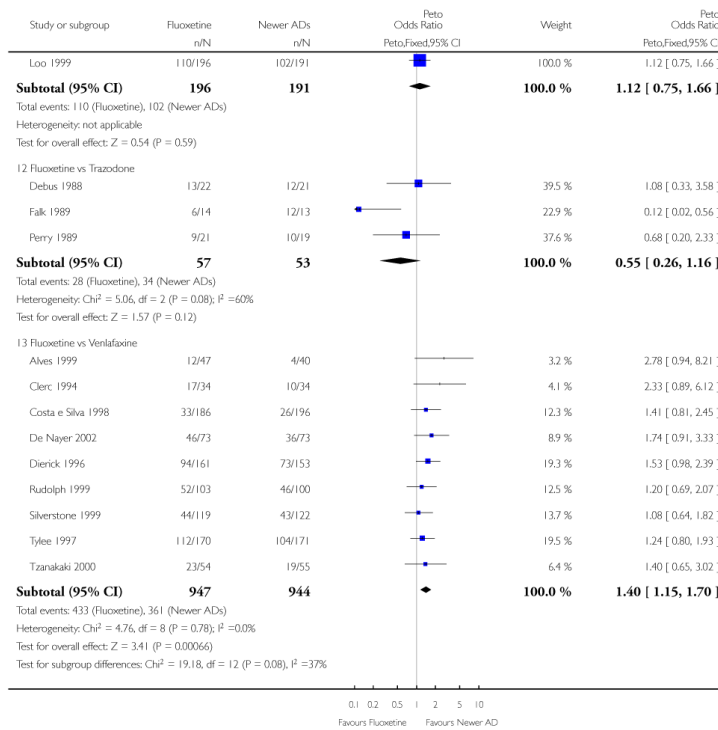 Study or subgroup Fluoxetine Newer ADs Peto Odds Ratio Weight Peto Odds Ratio
n/N n/N Peto,Fixed,95% CI Peto,Fixed,95% CI
Loo 1999 110/196 102/191 100.0 % 1.12 [ 0.75, 1.66 ]
Subtotal (95% CI) 196 191 100.0 % 1.12 [ 0.75, 1.66 ]
Total events: 110 (Fluoxetine), 102 (Newer ADs)
Heterogeneity: not applicable
Test for overall effect: Z = 0.54 (P = 0.59)
12 Fluoxetine vs Trazodone
Debus 1988 13/22 12/21 39.5 % 1.08 [ 0.33, 3.58 ]
Falk 1989 6/14 12/13 22.9 % 0.12 [ 0.02, 0.56 ]
Perry 1989 9/21 10/19 37.6 % 0.68 [ 0.20, 2.33 ]
Subtotal (95% CI) 57 53 100.0 % 0.55 [ 0.26, 1.16 ]
Total events: 28 (Fluoxetine), 34 (Newer ADs)
Heterogeneity: Chi² = 5.06, df = 2 (P = 0.08); I² =60%
Test for overall effect: Z = 1.57 (P = 0.12)
13 Fluoxetine vs Venlafaxine
Alves 1999 12/47 4/40 3.2 % 2.78 [ 0.94, 8.21 ]
Clerc 1994 17/34 10/34 4.1 % 2.33 [ 0.89, 6.12 ]
Costa e Silva 1998 33/186 26/196 12.3 % 1.41 [ 0.81, 2.45 ]
De Nayer 2002 46/73 36/73 8.9 % 1.74 [ 0.91, 3.33 ]
Dierick 1996 94/161 73/153 19.3 % 1.53 [ 0.98, 2.39 ]
Rudolph 1999 52/103 46/100 12.5 % 1.20 [ 0.69, 2.07 ]
Silverstone 1999 44/119 43/122 13.7 % 1.08 [ 0.64, 1.82 ]
Tylee 1997 112/170 104/171 19.5 % 1.24 [ 0.80, 1.93 ]
Tzanakaki 2000 23/54 19/55 6.4 % 1.40 [ 0.65, 3.02 ]
Subtotal (95% CI) 947 944 100.0 % 1.40 [ 1.15, 1.70 ]
Total events: 433 (Fluoxetine), 361 (Newer ADs)
Heterogeneity: Chi² = 4.76, df = 8 (P = 0.78); I² =0.0%
Test for overall effect: Z = 3.41 (P = 0.00066)
Test for subgroup differences: Chi² = 19.18, df = 12 (P = 0.08), I² =37%
0.1 0.2 0.5 1 2 5 10
Favours Fluoxetine Favours Newer AD